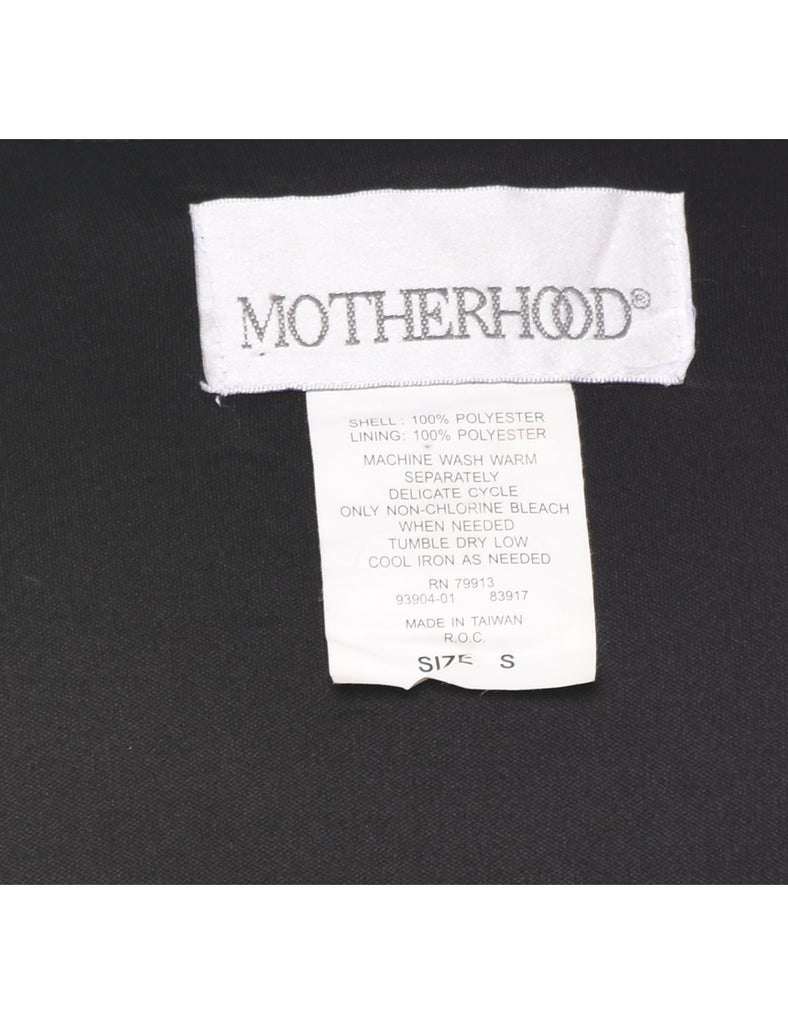 MOTHERHOOD®
SHELL: 100% POLYESTER
LINING: 100% POLYESTER
MACHINE WASH WARM
SEPARATELY
DELICATE CYCLE
ONLY NON-CHLORINE BLEACH
WHEN NEEDED
TUMBLE DRY LOW
COOL IRON AS NEEDED
RN 79913
93904-01 83917
MADE IN TAIWAN
R.O.C.
SIZE S